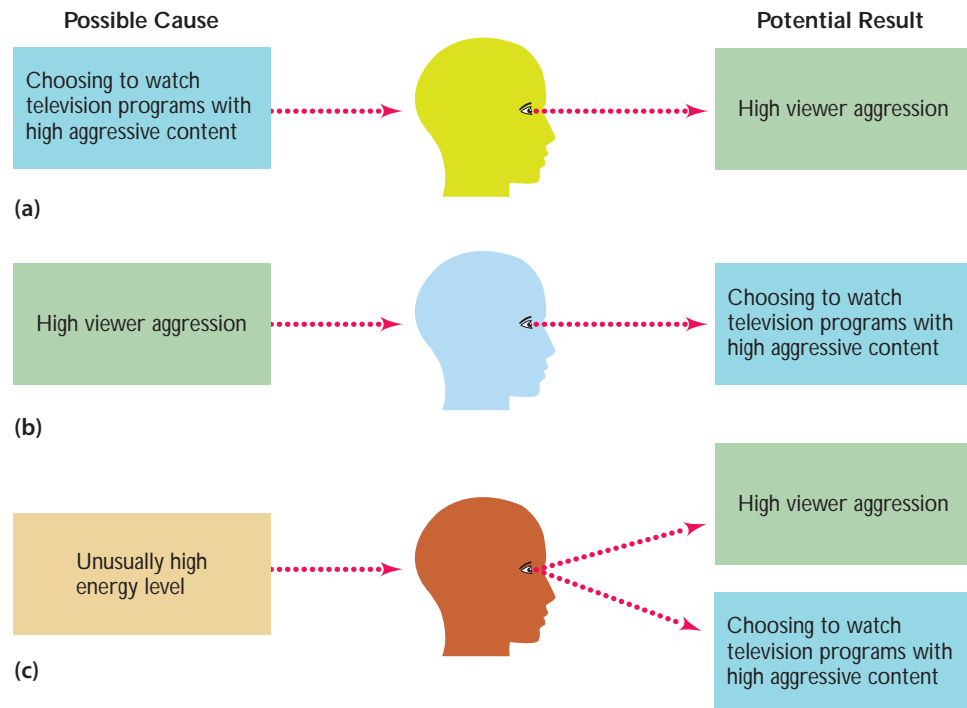 Possible Cause
Potential Result
Choosing to watch
television programs with
high aggressive content
High viewer aggression
(a)
High viewer aggression
Choosing to watch
television programs with
high aggressive content
(b)
Unusually high
energy level
High viewer aggression
Choosing to watch
television programs with
high aggressive content
(c)